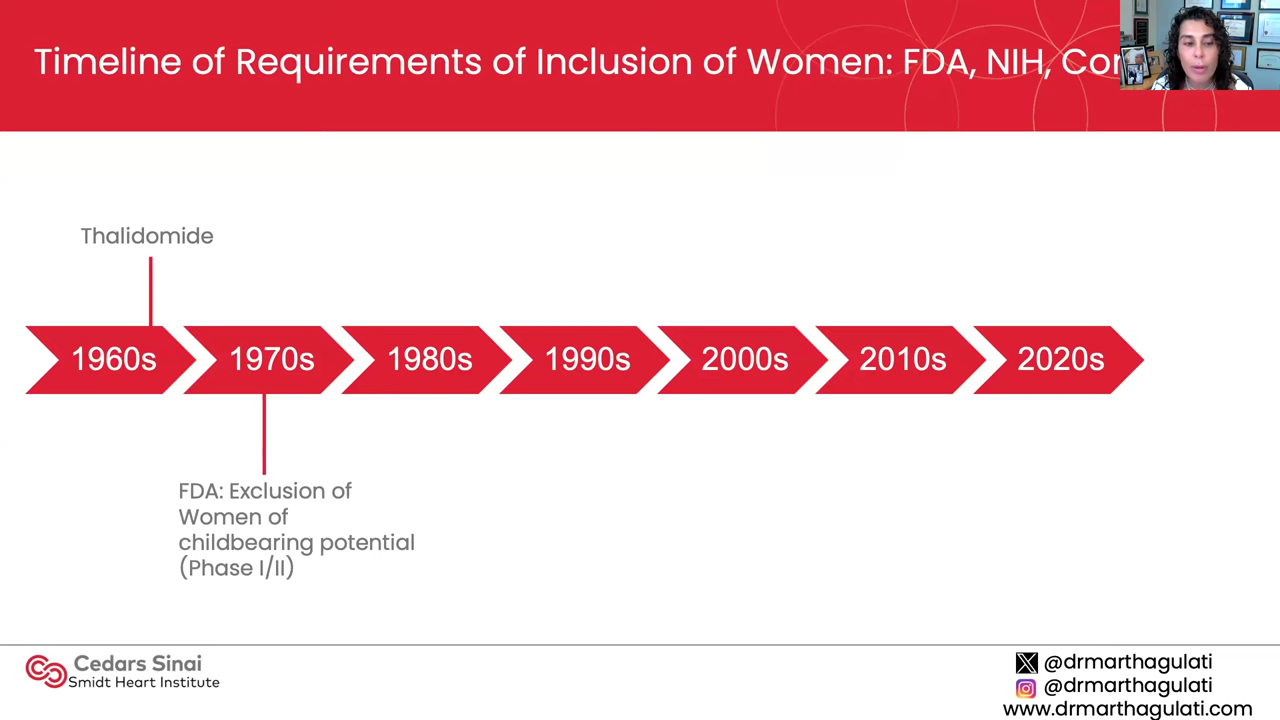 Timeline of Requirements of Inclusion of Women: FDA, NIH,
Thalidomide
1960s
1970s
1980s
1990s
2000s
2010s
2020s
FDA: Exclusion of
Women of
childbearing potential
(Phase I/II)
Cedars Sinai
Smidt Heart Institute
@drmarthagulati
@drmarthagulati
www.drmarthagulati.com